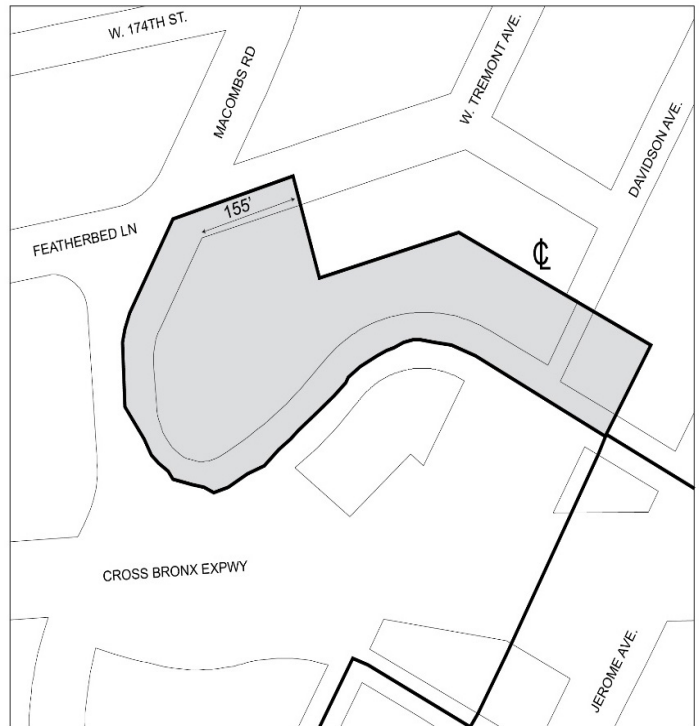 W. 174TH ST.
MACOMBS RD
W. TREMONT AVE.
DAVIDSON AVE.
155'
FEATHERBED LN
℄
CROSS BRONX EXPWY
JEROME AVE.